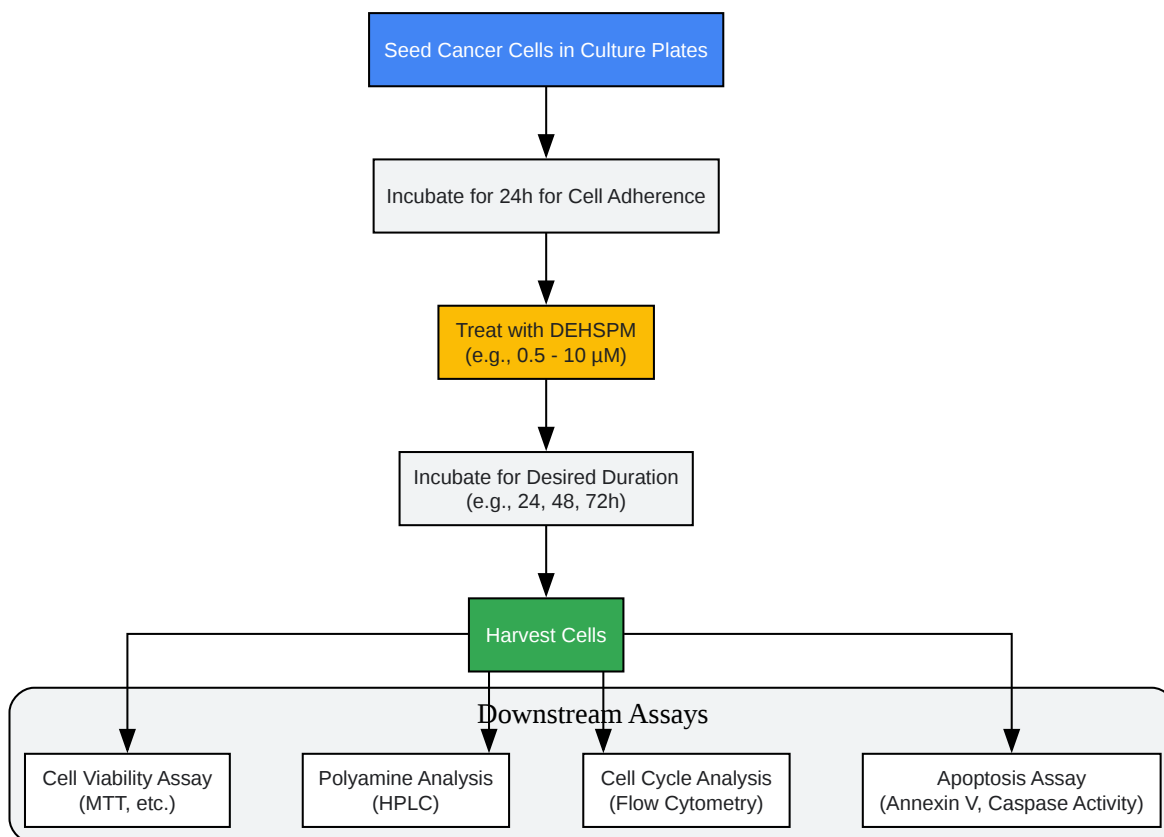 Seed Cancer Cells in Culture Plates
Incubate for 24h for Cell Adherence
Treat with DEHSPM
(e.g., 0.5 - 10 µM)
Incubate for Desired Duration
(e.g., 24, 48, 72h)
Harvest Cells
Downstream Assays
Cell Viability Assay
(MTT, etc.)
Polyamine Analysis
(HPLC)
Cell Cycle Analysis
(Flow Cytometry)
Apoptosis Assay
(Annexin V, Caspase Activity)